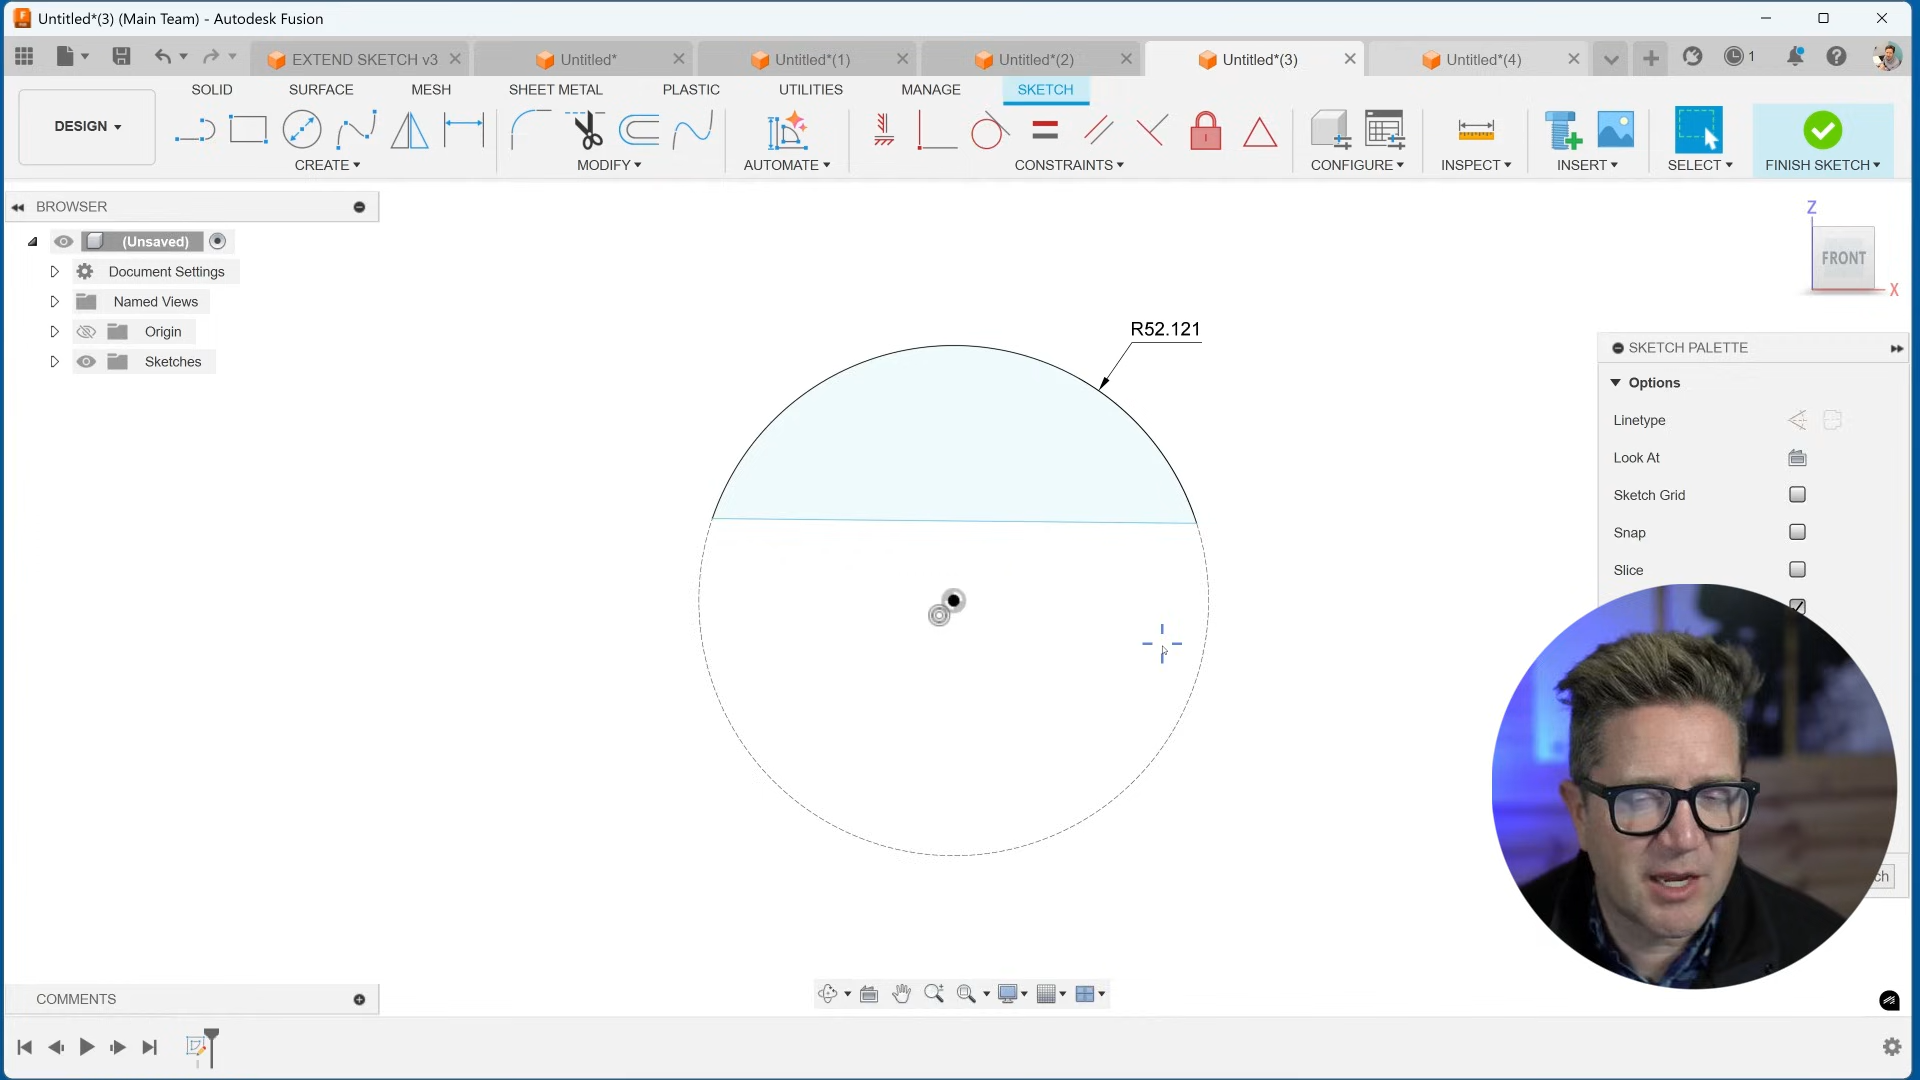 Untitled*(3) (Main Team) - Autodesk Fusion
EXTEND SKETCH v3
Untitled*
Untitled*(1)
Untitled*(2)
Untitled*(3)
Untitled*(4)
1
SOLID
SURFACE
MESH
SHEET METAL
PLASTIC
UTILITIES
MANAGE
SKETCH
DESIGN
CREATE
MODIFY
AUTOMATE
CONSTRAINTS
CONFIGURE
INSPECT
INSERT
SELECT
FINISH SKETCH
BROWSER
(Unsaved)
Document Settings
Named Views
Origin
Sketches
Z
FRONT
X
R52.121
SKETCH PALETTE
Options
Linetype
Look At
Sketch Grid
Snap
Slice
COMMENTS